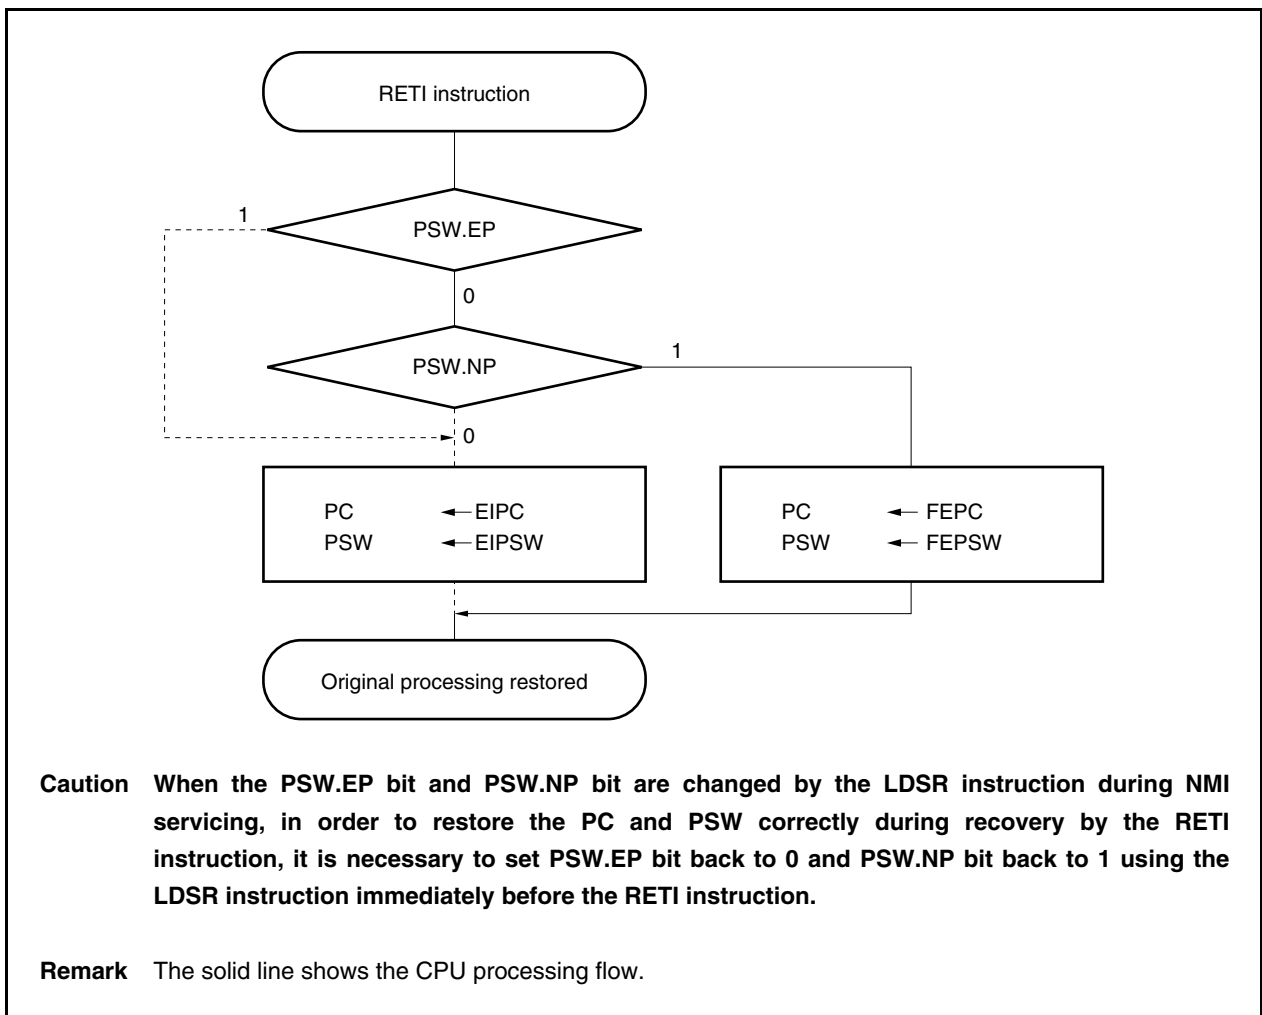 RETI instruction
1
PSW.EP
0
1
PSW.NP
0
PC ← EIPC
PSW ← EIPSW
PC ← FEPC
PSW ← FEPSW
Original processing restored
Caution When the PSW.EP bit and PSW.NP bit are changed by the LDSR instruction during NMI
servicing, in order to restore the PC and PSW correctly during recovery by the RETI
instruction, it is necessary to set PSW.EP bit back to 0 and PSW.NP bit back to 1 using the
LDSR instruction immediately before the RETI instruction.
Remark The solid line shows the CPU processing flow.